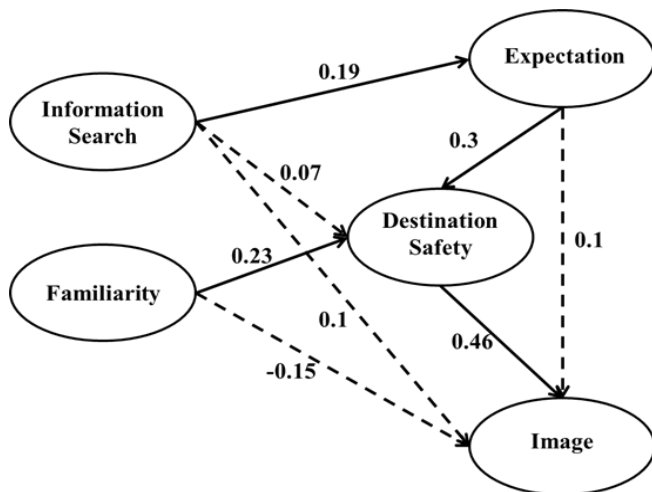 Expectation
0.19
Information
Search
0.3
0.07
Destination
Safety
0.23
0.1
Familiarity
0.1
0.46
-0.15
Image